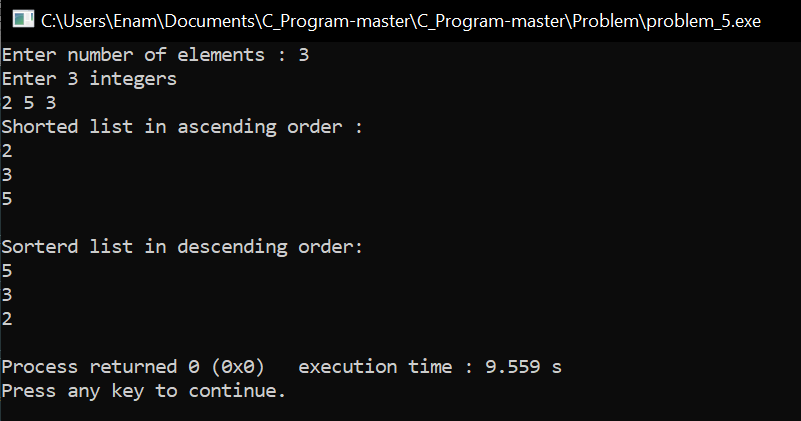 C:\Users\Enam\Documents\C_Program-master\C_Program-master\Problem\problem_5.exe
Enter number of elements : 3
Enter 3 integers
2 5 3
Shorted list in ascending order :
2
3
5
Sorterd list in descending order:
5
3
2
Process returned 0 (0x0)   execution time : 9.559 s
Press any key to continue.